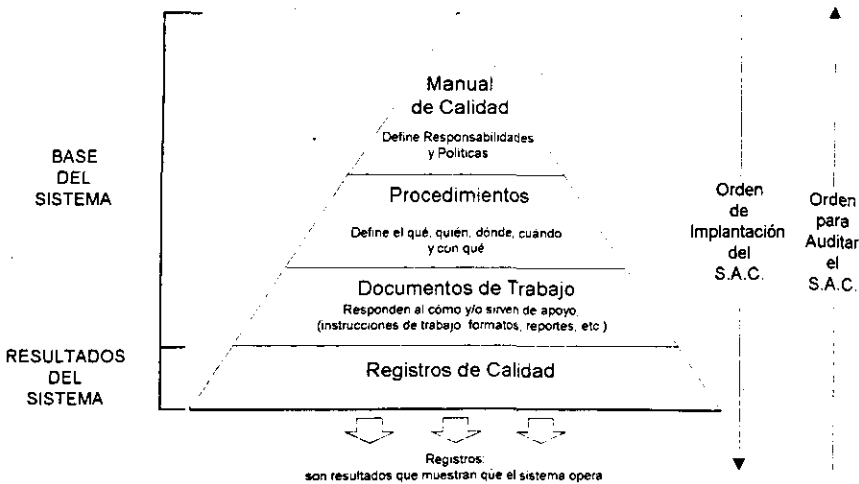 Manual
de Calidad
Define Responsabilidades
y Políticas
BASE
DEL
SISTEMA
Procedimientos
Define el qué, quién, dónde, cuándo
y con qué
Documentos de Trabajo
Responden al cómo y/o sirven de apoyo,
(instrucciones de trabajo formatos, reportes, etc )
RESULTADOS
DEL
SISTEMA
Registros de Calidad
Registros:
son resultados que muestran que el sistema opera
Orden
de
Implantación
del
S.A.C.
Orden
para
Auditar
el
S.A.C.